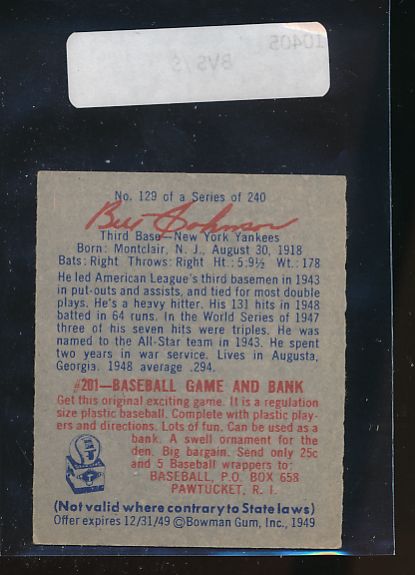 10405
BVS/S
No. 129 of a Series of 240
Bill Johnson
Third Base—New York Yankees
Born: Montclair, N. J., August 30, 1918
Bats: Right Throws: Right Ht.: 5.9½ Wt.: 178
He led American League's third basemen in 1943
in put-outs and assists, and tied for most double
plays. He's a heavy hitter. His 131 hits in 1948
batted in 64 runs. In the World Series of 1947
three of his seven hits were triples. He was
named to the All-Star team in 1943. He spent
two years in war service. Lives in Augusta,
Georgia. 1948 average .294.
#201—BASEBALL GAME AND BANK
Get this original exciting game. It is a regulation
size plastic baseball. Complete with plastic play-
ers and directions. Lots of fun. Can be used as a
bank. A swell ornament for the
den. Big bargain. Send only 25c
and 5 Baseball wrappers to:
BASEBALL, P.O. BOX 658
PAWTUCKET, R. I.
(Not valid where contrary to State laws)
Offer expires 12/31/49 ©Bowman Gum, Inc., 1949